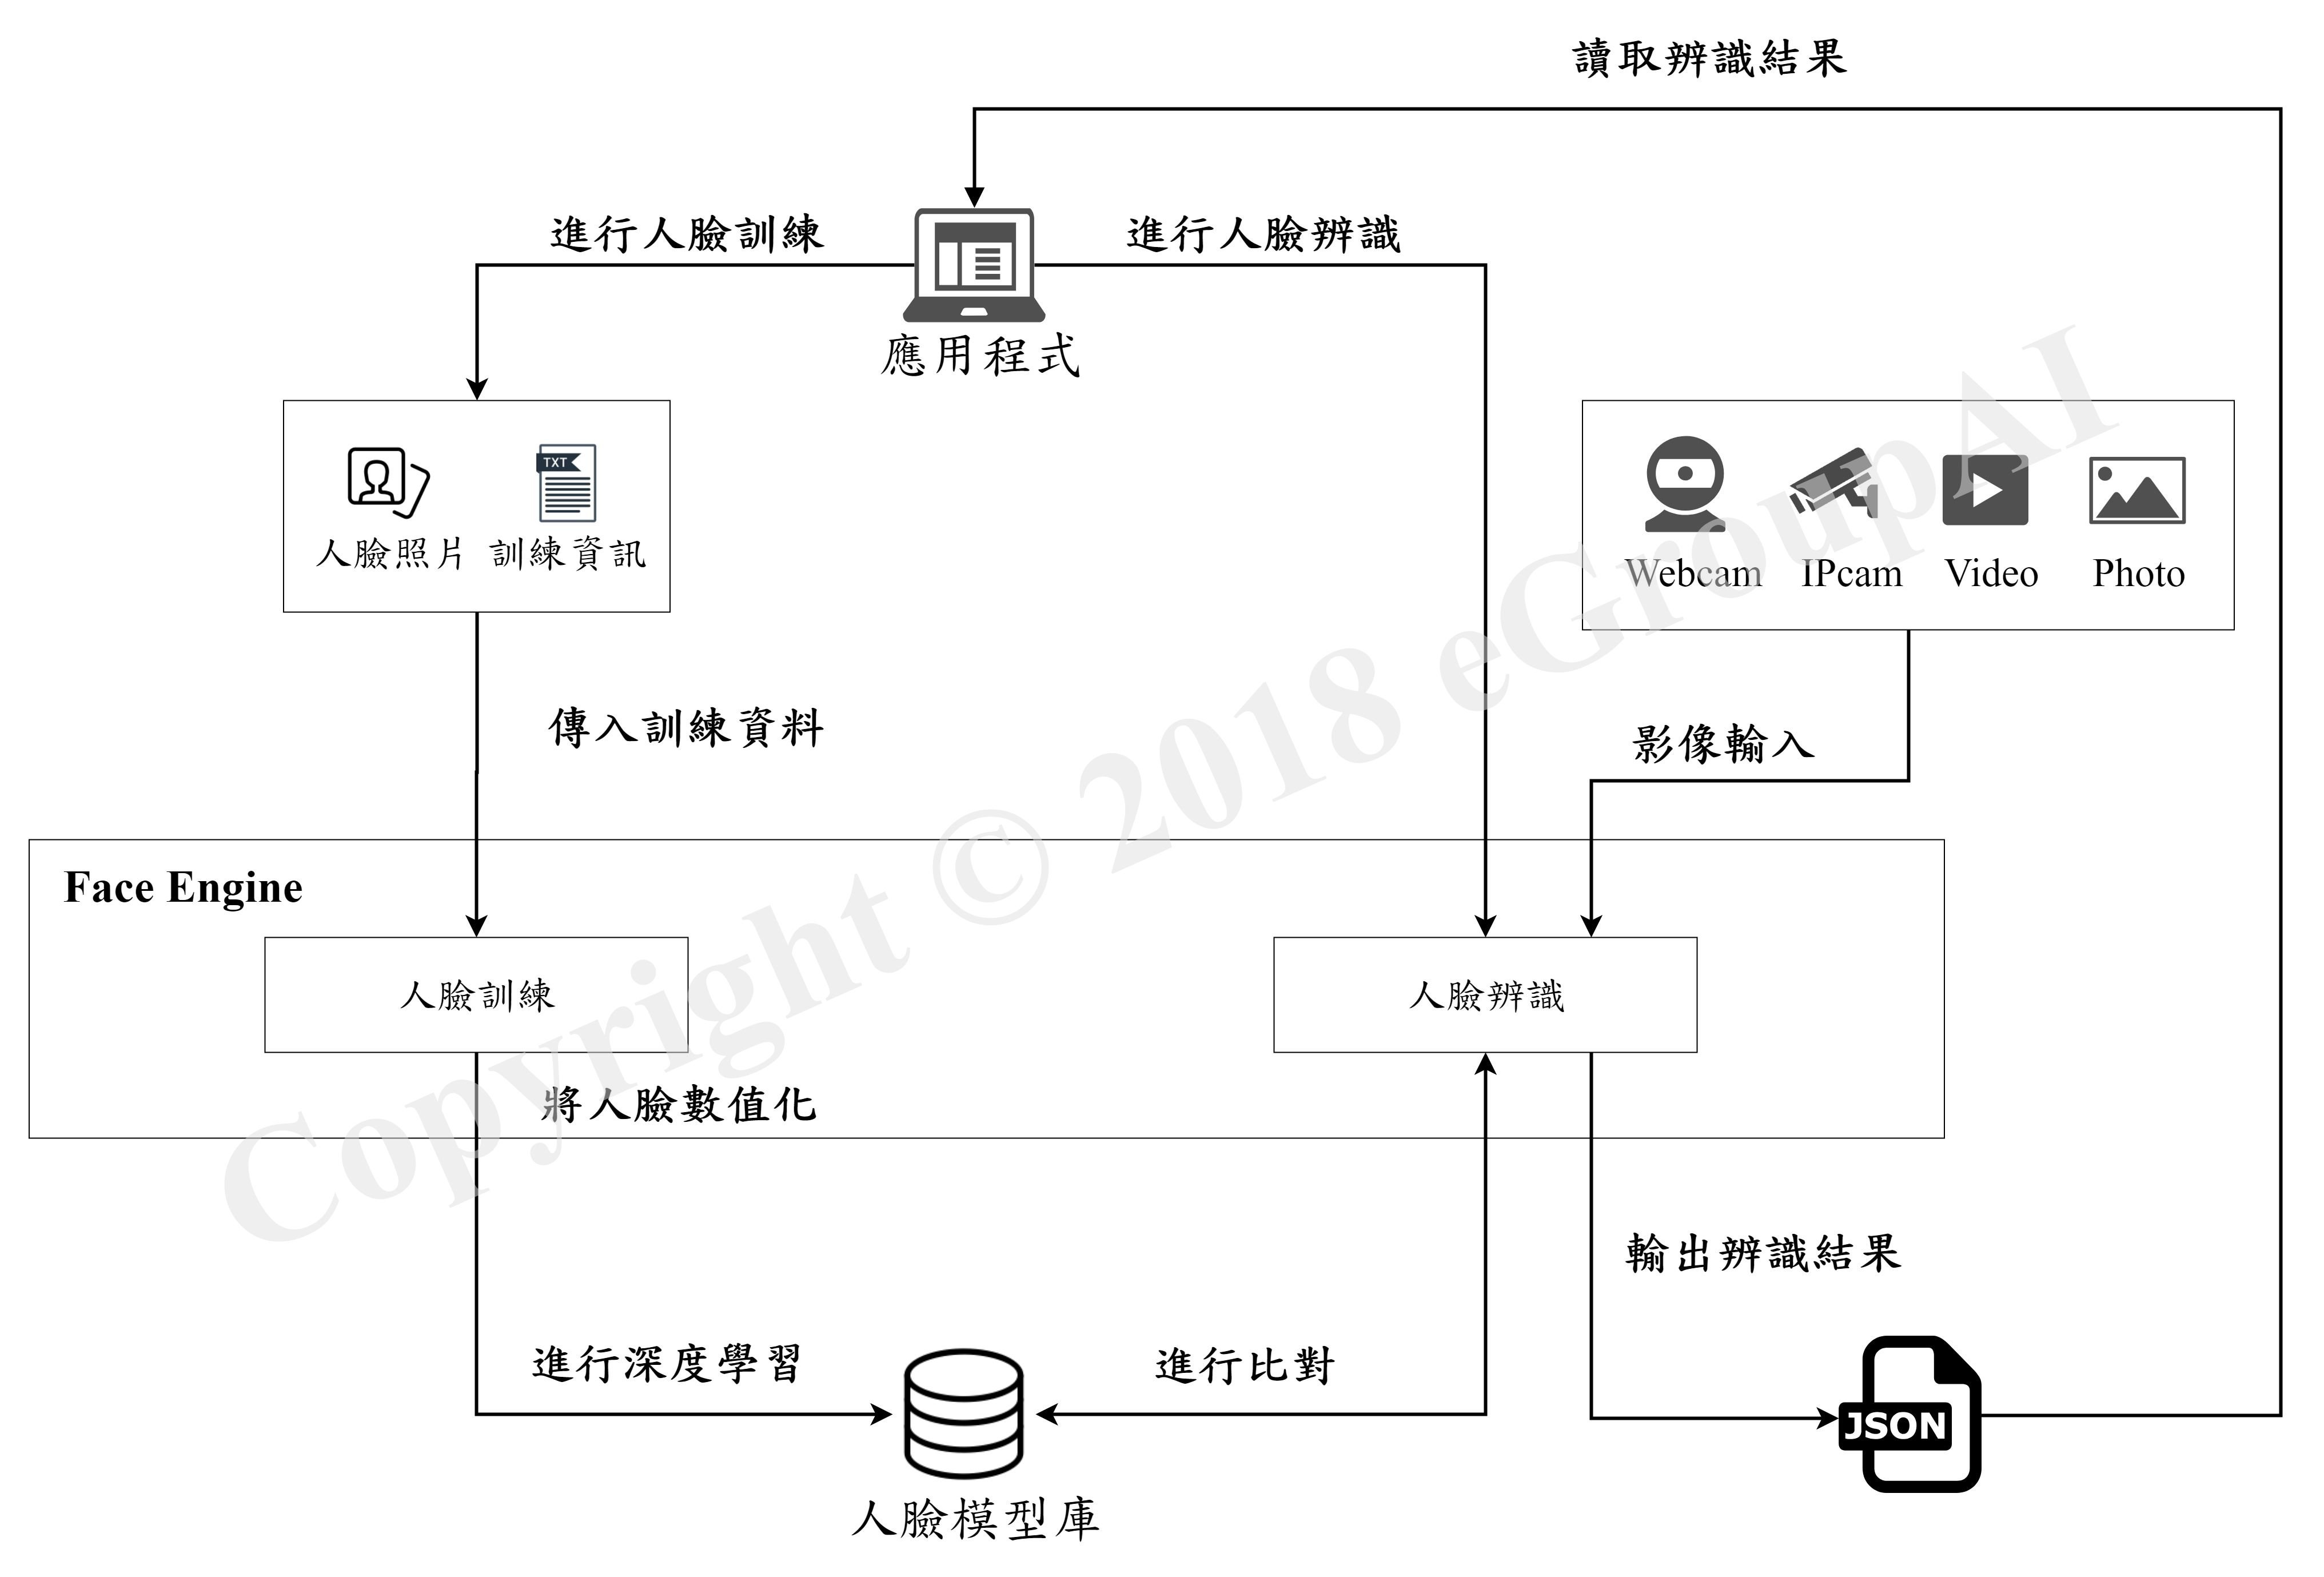 讀取辨識結果
進行人臉訓練
進行人臉辨識
應用程式
TXT
人臉照片
訓練資訊
Webcam
IPcam
Video
Photo
傳入訓練資料
影像輸入
Face Engine
人臉訓練
人臉辨識
將人臉數值化
輸出辨識結果
進行深度學習
進行比對
JSON
人臉模型庫
Copyright © 2018 eGroupAI